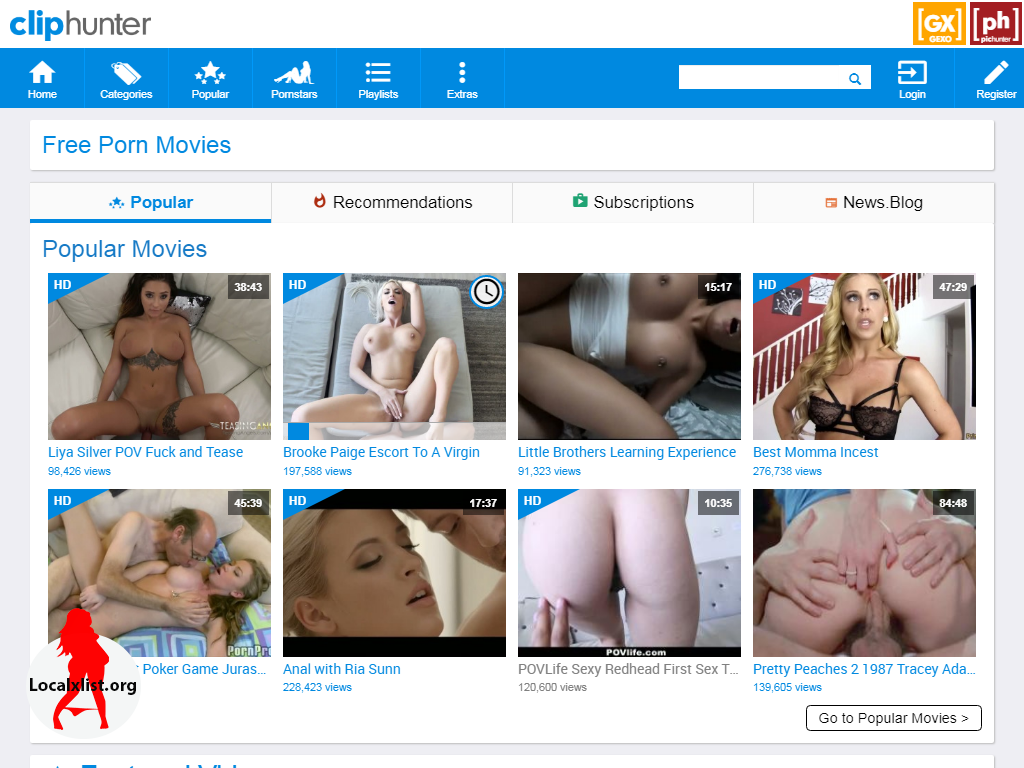 cliphunter
[GX] GEXO
[ph] pichunter
Home
Categories
Popular
Pornstars
Playlists
Extras
Login
Register
Free Porn Movies
Popular
Recommendations
Subscriptions
News.Blog
Popular Movies
HD
38:43
HD
15:17
HD
47:29
Liya Silver POV Fuck and Tease
Brooke Paige Escort To A Virgin
Little Brothers Learning Experience
Best Momma Incest
98,426 views
197,588 views
91,323 views
276,738 views
HD
45:39
HD
17:37
HD
10:35
84:48
POVlife.com
Poker Game Juras...
Anal with Ria Sunn
POVLife Sexy Redhead First Sex T...
Pretty Peaches 2 1987 Tracey Ada...
Localxlist.org
228,423 views
120,600 views
139,605 views
Go to Popular Movies >